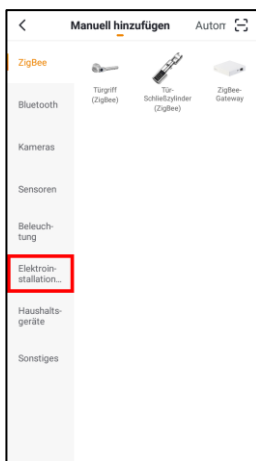 Manuell hinzufügen Autom
ZigBee
Türgriff
(ZigBee)
Tür-
Schließzylinder
(ZigBee)
ZigBee-
Gateway
Bluetooth
Kameras
Sensoren
Beleuch-
tung
Elektroin-
stallation...
Haushalts-
geräte
Sonstiges